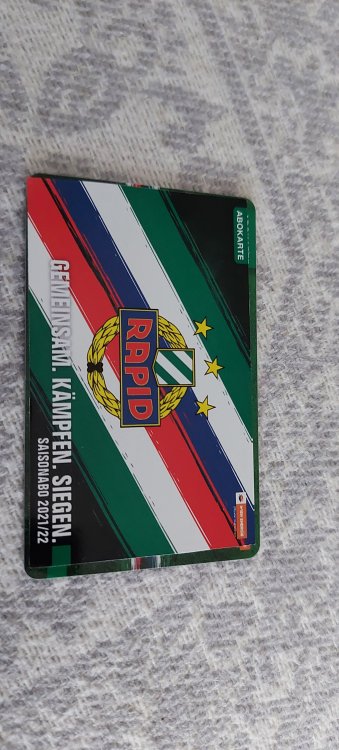 ABOKARTE
RAPID
GEMEINSAM. KÄMPFEN. SIEGEN.
SAISONABO 2021/22